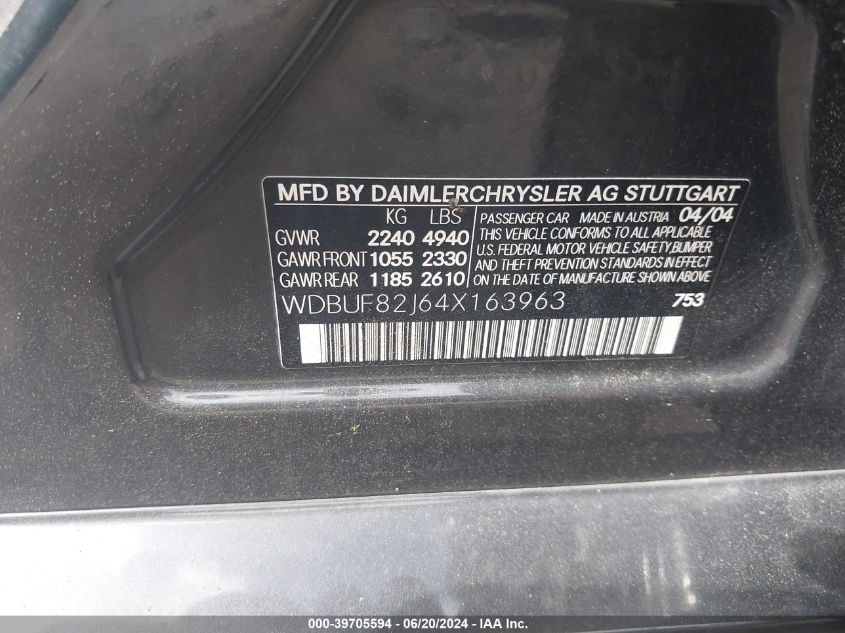 MFD BY DAIMLERCHRYSLER AG STUTTGART
KG LBS
GVWR 2240 4940
GAWR FRONT 1055 2330
GAWR REAR 1185 2610
PASSENGER CAR MADE IN AUSTRIA 04/04
THIS VEHICLE CONFORMS TO ALL APPLICABLE
U.S. FEDERAL MOTOR VEHICLE SAFETY, BUMPER
AND THEFT PREVENTION STANDARDS IN EFFECT
ON THE DATE OF MANUFACTURE SHOWN ABOVE
WDBUF82J64X163963 753
000-39705594 - 06/20/2024 - IAA Inc.